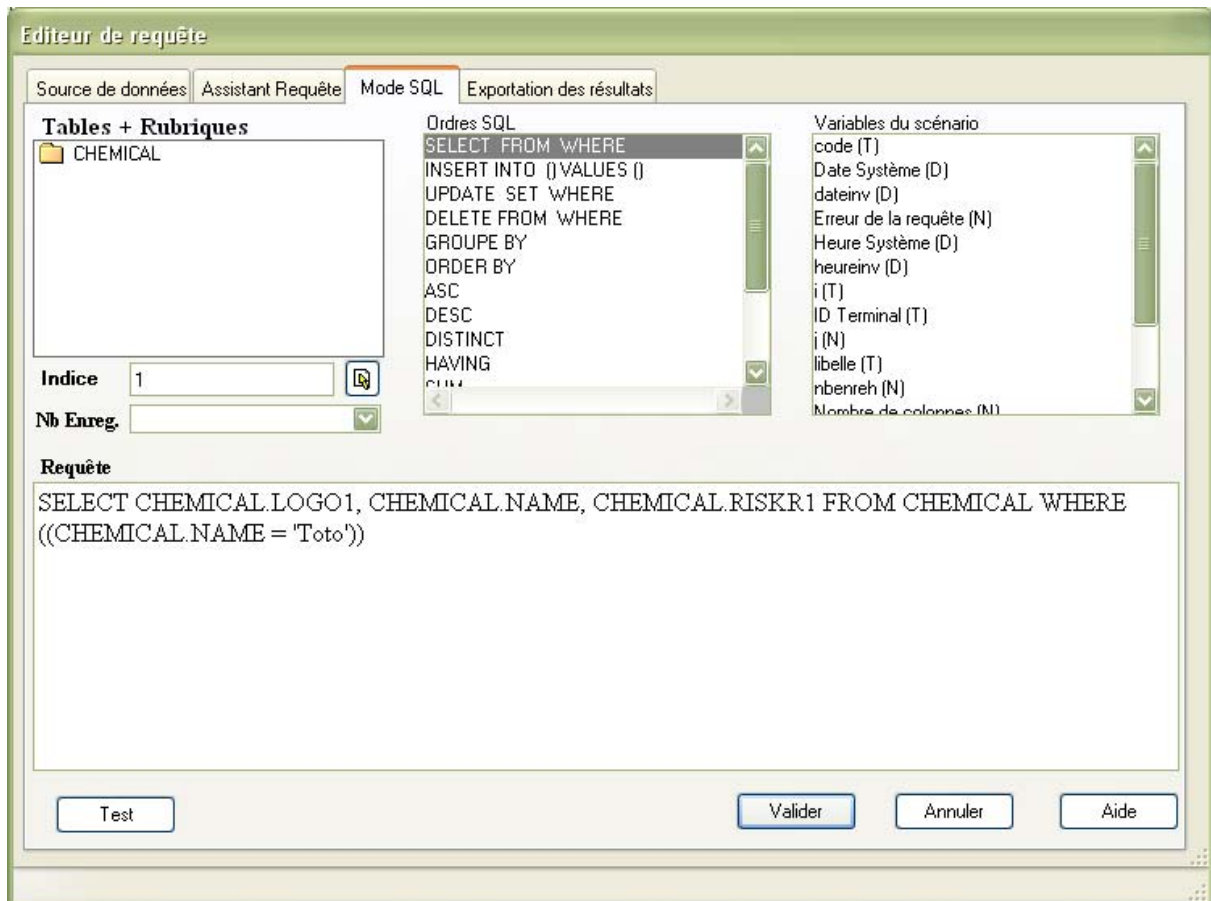 Editeur de requête
Source de données Assistant Requête Mode SQL Exportation des résultats
Tables + Rubriques
CHEMICAL
Indice 1
Nb Enreg.
Ordres SQL
SELECT FROM WHERE
INSERT INTO () VALUES ()
UPDATE SET WHERE
DELETE FROM WHERE
GROUPE BY
ORDER BY
ASC
DESC
DISTINCT
HAVING
SUM
Variables du scénario
code (T)
Date Système (D)
dateinv (D)
Erreur de la requête (N)
Heure Système (D)
heureinv (D)
i (T)
ID Terminal (T)
j (N)
libelle (T)
nbenreh (N)
Nombre de colonnes (N)
Requête
SELECT CHEMICAL.LOGO1, CHEMICAL.NAME, CHEMICAL.RISKR1 FROM CHEMICAL WHERE
((CHEMICAL.NAME = 'Toto'))
Test Valider Annuler Aide